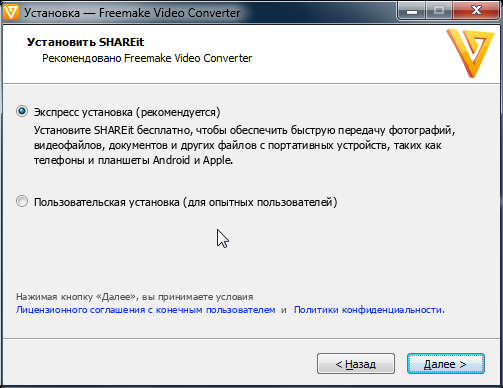 Установка — Freemake Video Converter
Установить SHAREit
Рекомендовано Freemake Video Converter
Экспресс установка (рекомендуется)
Установите SHAREit бесплатно, чтобы обеспечить быструю передачу фотографий,
видеофайлов, документов и других файлов с портативных устройств, таких как
телефоны и планшеты Android и Apple.
Пользовательская установка (для опытных пользователей)
Нажимая кнопку «Далее», вы принимаете условия
Лицензионного соглашения с конечным пользователем и Политики конфиденциальности.
< Назад
Далее >